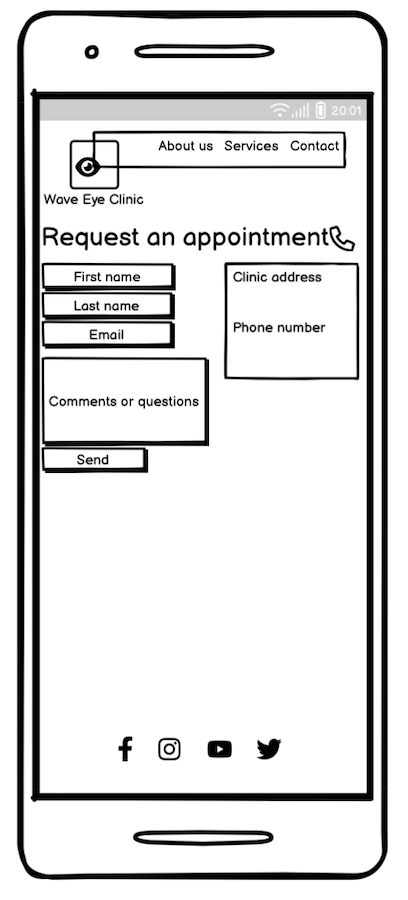 20:01
About us Services Contact
Wave Eye Clinic
Request an appointment
First name
Last name
Email
Comments or questions
Send
Clinic address
Phone number